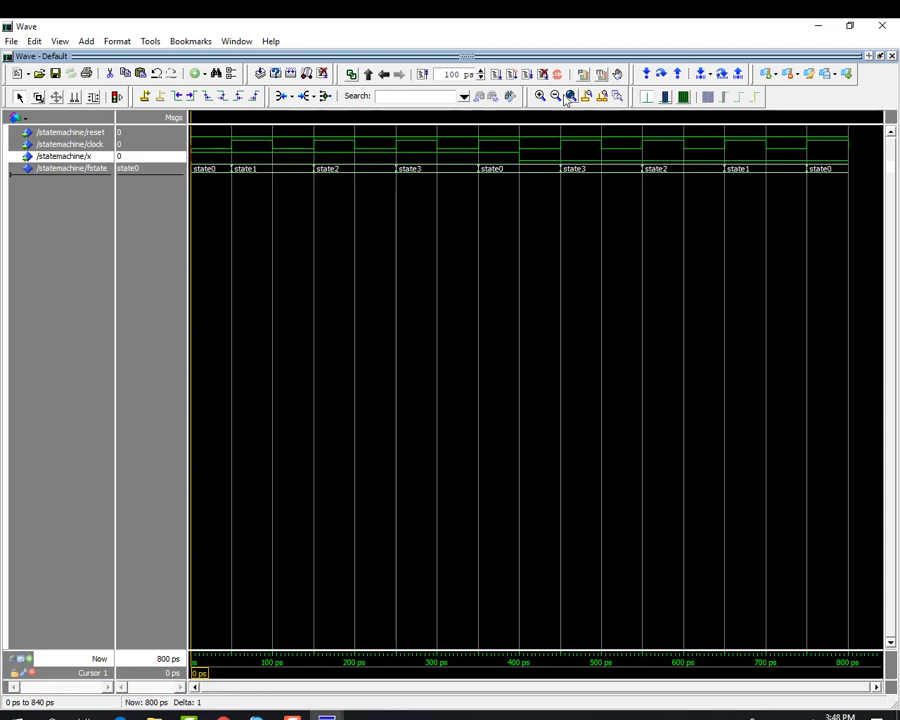 Wave
File Edit View Add Format Tools Bookmarks Window Help
Wave - Default
100 ps
Search:
Msgs
/statemachine/reset 0
/statemachine/clock 0
/statemachine/x 0
/statemachine/fstate state0 state0 state1 state2 state3 state0 state3 state2 state1 state0
Now 800 ps ps 100 ps 200 ps 300 ps 400 ps 500 ps 600 ps 700 ps 800 ps
Cursor 1 0 ps 0 ps
0 ps to 840 ps Now: 800 ps Delta: 1
3:48 PM